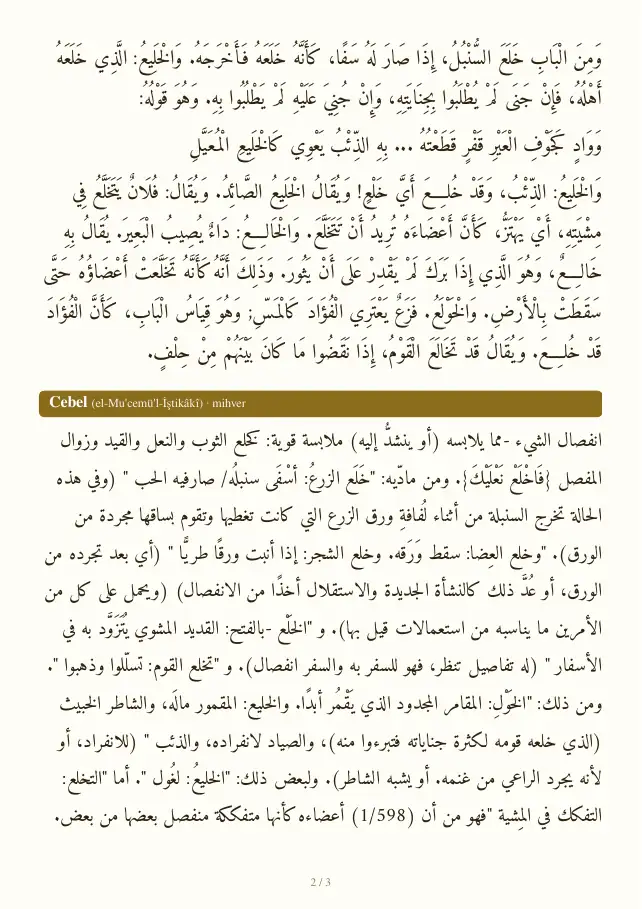 وَمِنَ الْبَابِ خَلَعَ السُّنْبُلُ، إِذَا صَارَ لَهُ سَفًا، كَأَنَّهُ خَلَعَهُ فَأَخْرَجَهُ. وَالْخَلِيعُ: الَّذِي خَلَعَهُ
أَهْلُهُ، فَإِنْ جَنَى لَمْ يُطْلَبُوا بِجِنَايَتِهِ، وَإِنْ جُنِيَ عَلَيْهِ لَمْ يَطْلُبُوا بِهِ. وَهُوَ قَوْلُهُ:
وَوَادٍ كَجَوْفِ الْعَيْرِ قَفْرٍ قَطَعْتُهُ ... بِهِ الذِّئْبُ يَعْوِي كَالْخَلِيعِ الْمُعَيَّلِ
وَالْخَلِيعُ: الذِّئْبُ، وَقَدْ خُلِعَ أَيَّ خَلْعٍ! وَيُقَالُ الْخَلِيعُ الصَّائِدُ. وَيُقَالُ: فُلَانٌ يَتَخَلَّعُ فِي
مِشْيَتِهِ، أَيْ يَهْتَزُّ، كَأَنَّ أَعْضَاءَهُ تُرِيدُ أَنْ تَتَخَلَّعَ. وَالْخَالِعُ: دَاءٌ يُصِيبُ الْبَعِيرَ. يُقَالُ بِهِ
خَالِعٌ، وَهُوَ الَّذِي إِذَا بَرَكَ لَمْ يَقْدِرْ عَلَى أَنْ يَثُورَ. وَذَلِكَ أَنَّهُ كَأَنَّهُ تَخَلَّعَتْ أَعْضَاؤُهُ حَتَّى
سَقَطَتْ بِالْأَرْضِ. وَالْخَوْلَعُ. فَزَعٌ يَعْتَرِي الْفُؤَادَ كَالْمَسِّ; وَهُوَ قِيَاسُ الْبَابِ، كَأَنَّ الْفُؤَادَ
قَدْ خُلِعَ. وَيُقَالُ قَدْ تَخَالَعَ الْقَوْمُ، إِذَا نَقَضُوا مَا كَانَ بَيْنَهُمْ مِنْ حِلْفٍ.
Cebel (el-Mu'cemü'l-İştikâkî) · mihver
انفصال الشيء -مما يلابسه (أو ينشدُّ إليه) ملابسة قوية: كخلع الثوب والنعل والقيد وزوال
المفصل {فَاخْلَعْ نَعْلَيْكَ}. ومن مادّيه: "خَلَع الزرعُ: أسْفَى سنبلُه/ صارفيه الحب " (وفي هذه
الحالة تخرج السنبلة من أثناء لُفافةِ ورق الزرع التي كانت تغطيها وتقوم بساقها مجردة من
الورق). "وخلع العِضا: سقط وَرَقه. وخلع الشجر: إذا أنبت ورقًا طريًّا " (أي بعد تجرده من
الورق، أو عُدَّ ذلك كالنشأة الجديدة والاستقلال أخذًا من الانفصال) (ويحمل على كل من
الأمرين ما يناسبه من استعمالات قيل بها). و "الخَلْع -بالفتح: القديد المشوي يُتَزَوَّد به في
الأسفار " (له تفاصيل تنظر، فهو للسفر به والسفر انفصال). و "تخلع القوم: تسلّلوا وذهبوا ".
ومن ذلك: "الخَوْلِ: المقامر المجدود الذي يَقْمُر أبدًا. والخليع: المقمور مالَه، والشاطر الخبيث
(الذي خلعه قومه لكثرة جناياته فتبرءوا منه)، والصياد لانفراده، والذئب " (للانفراد، أو
لأنه يجرد الراعي من غنمه. أو يشبه الشاطر). ولبعض ذلك: "الخليعُ: لغُول ". أما "التخلع:
التفكك في المِشية "فهو من أن (1/598) أعضاءه كأنها متفككة منفصل بعضها من بعض.
2 / 3